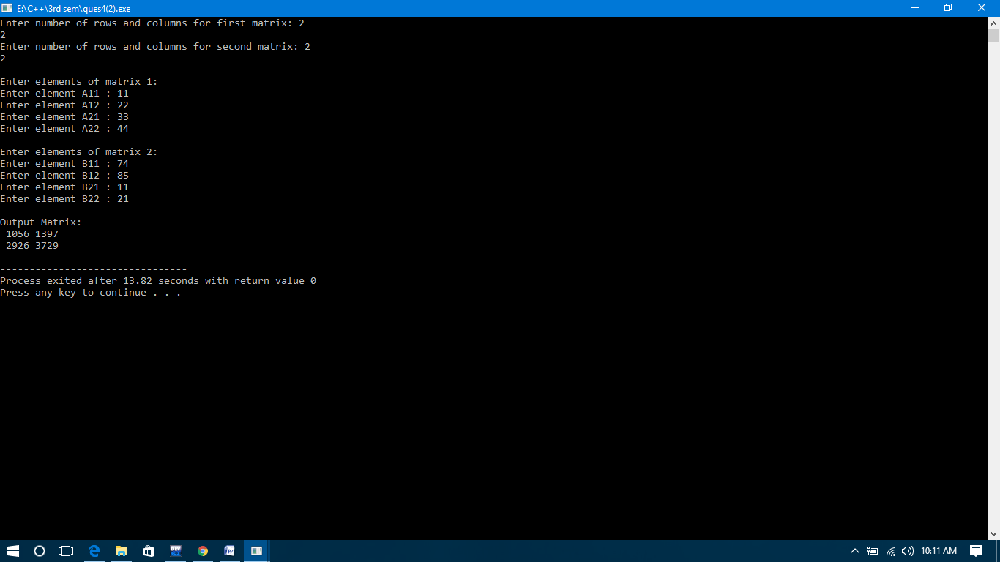 E:\C++\3rd sem\ques4(2).exe
Enter number of rows and columns for first matrix: 2
2
Enter number of rows and columns for second matrix: 2
2
Enter elements of matrix 1:
Enter element A11 : 11
Enter element A12 : 22
Enter element A21 : 33
Enter element A22 : 44
Enter elements of matrix 2:
Enter element B11 : 74
Enter element B12 : 85
Enter element B21 : 11
Enter element B22 : 21
Output Matrix:
1056 1397
2926 3729
--------------------------------
Process exited after 13.82 seconds with return value 0
Press any key to continue . . .
10:11 AM